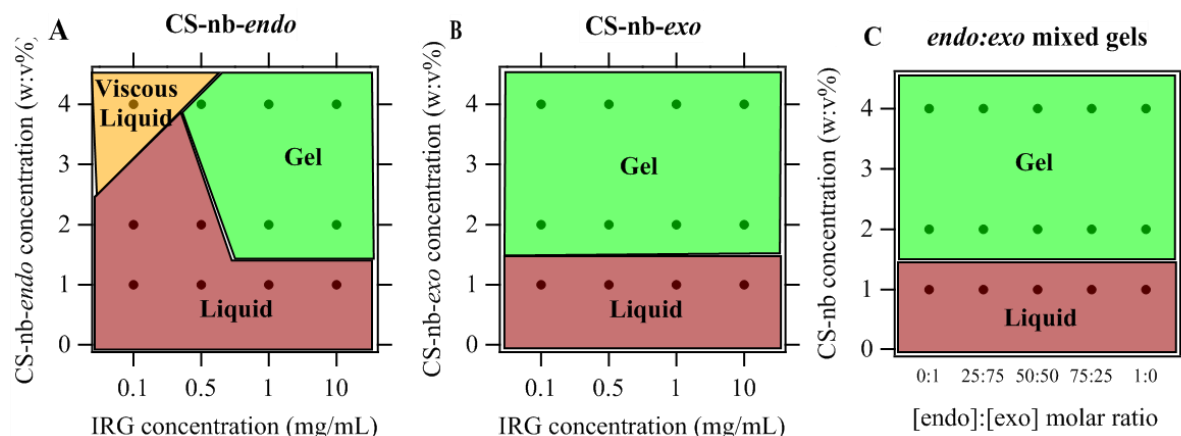 A
CS-nb-endo
CS-nb-endo concentration (w:v%)
4
3
2
1
0
Viscous
Liquid
Gel
Liquid
0.1 0.5 1 10
IRG concentration (mg/mL)
B
CS-nb-exo
CS-nb-exo concentration (w:v%)
4
3
2
1
0
Gel
Liquid
0.1 0.5 1 10
IRG concentration (mg/mL)
C
endo:exo mixed gels
CS-nb concentration (w:v%)
4
3
2
1
0
Gel
Liquid
0:1 25:75 50:50 75:25 1:0
[endo]:[exo] molar ratio